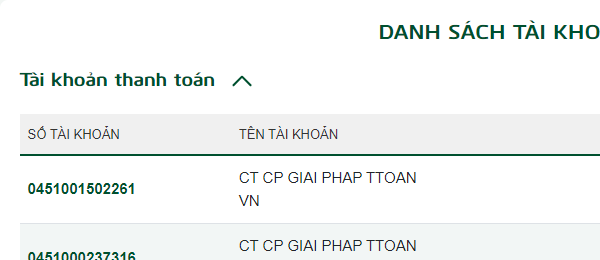 DANH SÁCH TÀI KHO
Tài khoản thanh toán
SỐ TÀI KHOẢN TÊN TÀI KHOẢN
0451001502261 CT CP GIAI PHAP TTOAN
VN
0451000237316 CT CP GIAI PHAP TTOAN